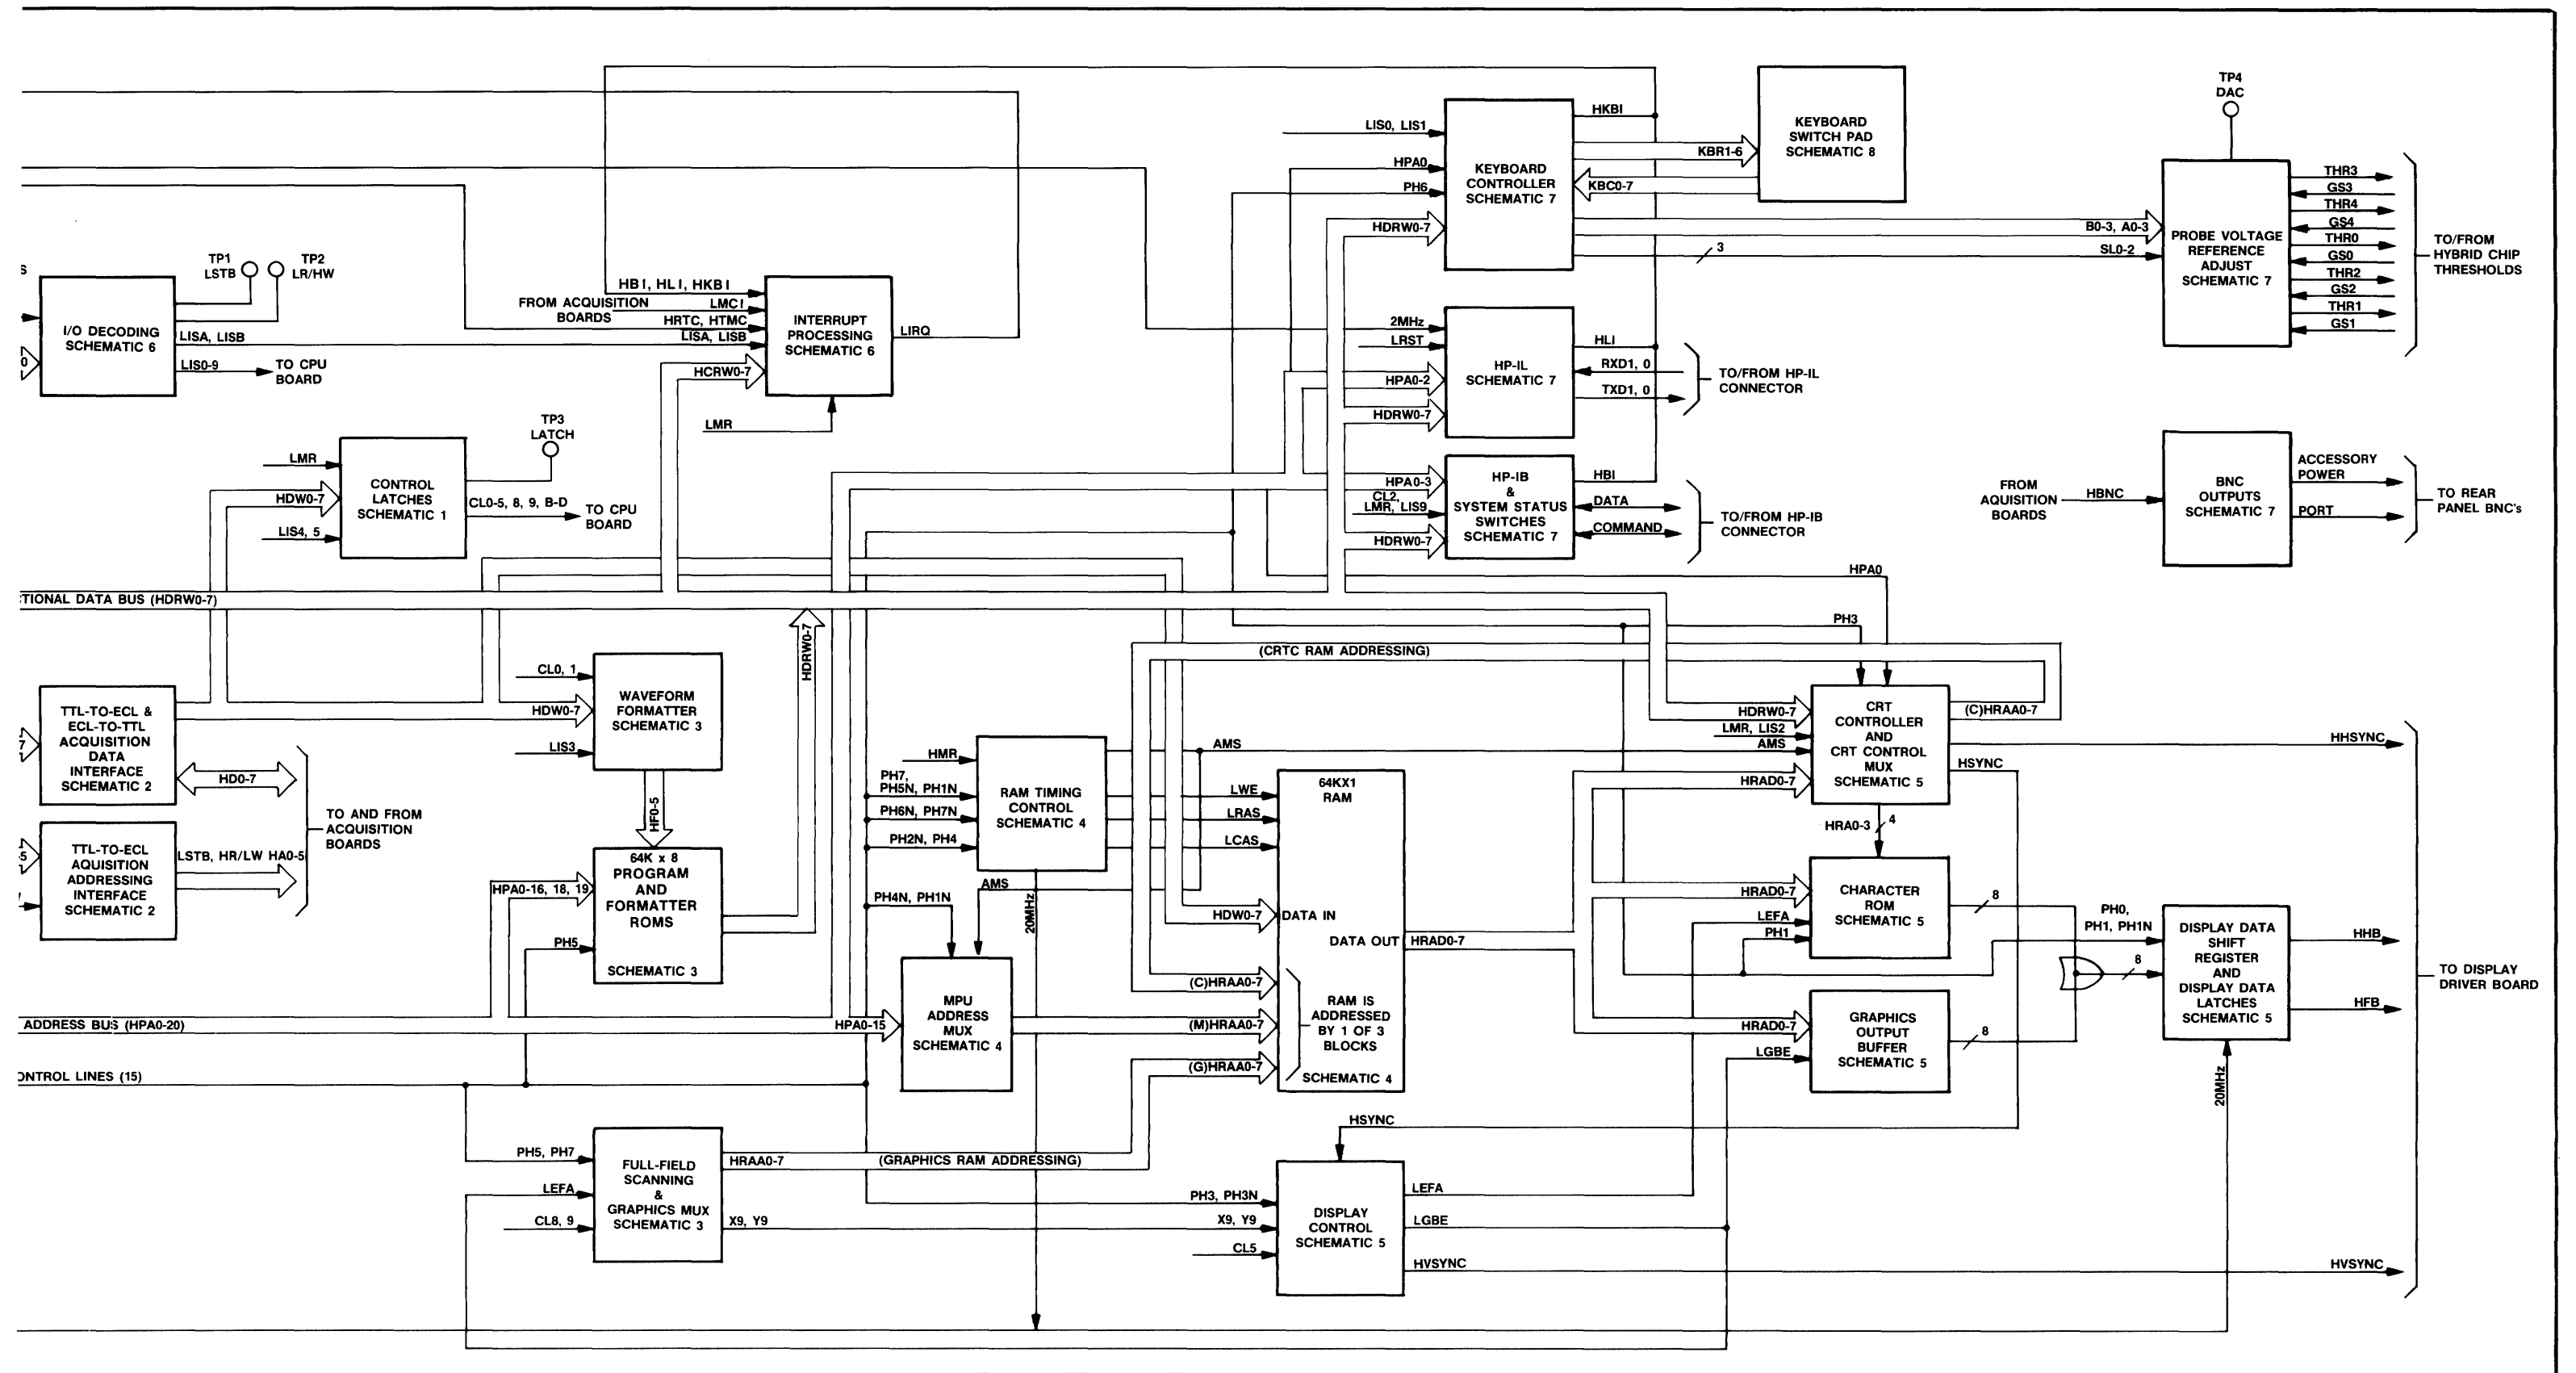 TP4
DAC
HKBI
LIS0, LIS1
HPA0
PH6
HDRW0-7
KEYBOARD
CONTROLLER
SCHEMATIC 7
KBR1-6
KBC0-7
KEYBOARD
SWITCH PAD
SCHEMATIC 8
3
B0-3, A0-3
SL0-2
PROBE VOLTAGE
REFERENCE
ADJUST
SCHEMATIC 7
THR3
GS3
THR4
GS4
THR0
GS0
THR2
GS2
THR1
GS1
TO/FROM
HYBRID CHIP
THRESHOLDS
S
TP1
LSTB
TP2
LR/HW
0
I/O DECODING
SCHEMATIC 6
LISA, LISB
LIS0-9
TO CPU
BOARD
HBI, HLI, HKBI
FROM ACQUISITION
BOARDS
LMCI
HRTC, HTMC
LISA, LISB
HCRW0-7
LMR
INTERRUPT
PROCESSING
SCHEMATIC 6
LIRQ
2MHz
LRST
HPA0-2
HDRW0-7
HP-IL
SCHEMATIC 7
HLI
RXD1, 0
TXD1, 0
TO/FROM HP-IL
CONNECTOR
TP3
LATCH
LMR
HDW0-7
LIS4, 5
CONTROL
LATCHES
SCHEMATIC 1
CL0-5, 8, 9, B-D
TO CPU
BOARD
HPA0-3
CL2,
LMR, LIS9
HDRW0-7
HP-IB
&
SYSTEM STATUS
SWITCHES
SCHEMATIC 7
HBI
DATA
COMMAND
TO/FROM HP-IB
CONNECTOR
FROM
AQUISITION
BOARDS
HBNC
BNC
OUTPUTS
SCHEMATIC 7
ACCESSORY
POWER
PORT
TO REAR
PANEL BNC's
HPA0
TIONAL DATA BUS (HDRW0-7)
PH3
(CRTC RAM ADDRESSING)
HDRW0-7
CL0, 1
HDW0-7
LIS3
WAVEFORM
FORMATTER
SCHEMATIC 3
7
TTL-TO-ECL &
ECL-TO-TTL
ACQUISITION
DATA
INTERFACE
SCHEMATIC 2
HD0-7
TO AND FROM
ACQUISITION
BOARDS
-5
TTL-TO-ECL
AQUISITION
ADDRESSING
INTERFACE
SCHEMATIC 2
LSTB, HR/LW HA0-5
HF0-5
HPA0-16, 18, 19
PH5
64K x 8
PROGRAM
AND
FORMATTER
ROMS
SCHEMATIC 3
HMR
PH7,
PH5N, PH1N
PH6N, PH7N
PH2N, PH4
RAM TIMING
CONTROL
SCHEMATIC 4
AMS
LWE
LRAS
LCAS
AMS
PH4N, PH1N
20MHz
HDW0-7
64KX1
RAM
DATA IN
DATA OUT
HRAD0-7
(C)HRAA0-7
(M)HRAA0-7
(G)HRAA0-7
RAM IS
ADDRESSED
BY 1 OF 3
BLOCKS
SCHEMATIC 4
HPA0-15
MPU
ADDRESS
MUX
SCHEMATIC 4
HDRW0-7
LMR, LIS2
AMS
HRAD0-7
CRT
CONTROLLER
AND
CRT CONTROL
MUX
SCHEMATIC 5
(C)HRAA0-7
HSYNC
HHSYNC
HRA0-3
4
HRAD0-7
LEFA
PH1
CHARACTER
ROM
SCHEMATIC 5
8
HRAD0-7
LGBE
GRAPHICS
OUTPUT
BUFFER
SCHEMATIC 5
8
8
PH0,
PH1, PH1N
DISPLAY DATA
SHIFT
REGISTER
AND
DISPLAY DATA
LATCHES
SCHEMATIC 5
HHB
HFB
20MHz
TO DISPLAY
DRIVER BOARD
ADDRESS BUS (HPA0-20)
ONTROL LINES (15)
PH5, PH7
LEFA
CL8, 9
FULL-FIELD
SCANNING
&
GRAPHICS MUX
SCHEMATIC 3
HRAA0-7
(GRAPHICS RAM ADDRESSING)
X9, Y9
HSYNC
PH3, PH3N
X9, Y9
CL5
DISPLAY
CONTROL
SCHEMATIC 5
LEFA
LGBE
HVSYNC
HVSYNC